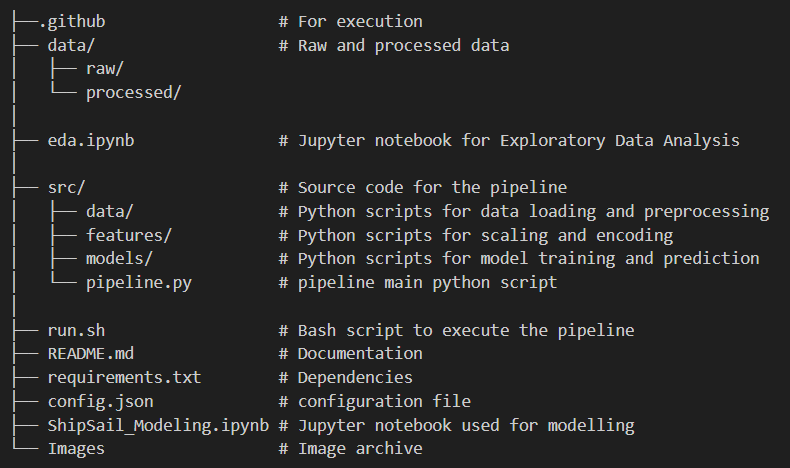 ├──.github                  # For execution
├── data/                   # Raw and processed data
│   ├── raw/
│   └── processed/
│
├── eda.ipynb               # Jupyter notebook for Exploratory Data Analysis
│
├── src/                    # Source code for the pipeline
│   ├── data/               # Python scripts for data loading and preprocessing
│   ├── features/           # Python scripts for scaling and encoding
│   ├── models/             # Python scripts for model training and prediction
│   └── pipeline.py         # pipeline main python script
│
├── run.sh                  # Bash script to execute the pipeline
├── README.md               # Documentation
├── requirements.txt        # Dependencies
├── config.json             # configuration file
├── ShipSail_Modeling.ipynb # Jupyter notebook used for modelling
└── Images                  # Image archive